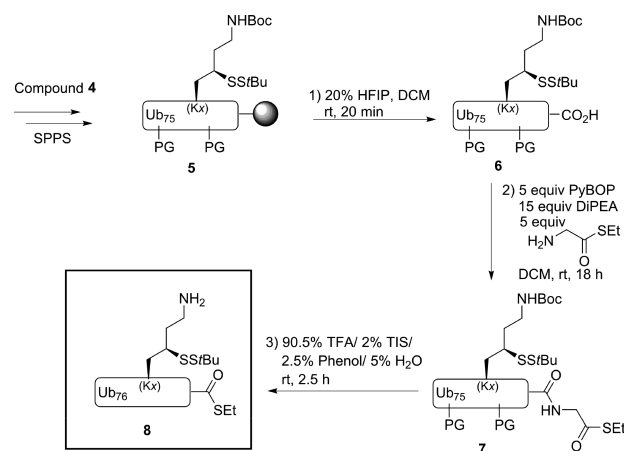 NHBoc
SStBu
Compound 4
SPPS
(Kx)
Ub75
PG PG
5
1) 20% HFIP, DCM
rt, 20 min
NHBoc
SStBu
(Kx)
Ub75
CO2H
PG PG
6
2) 5 equiv PyBOP
15 equiv DiPEA
5 equiv
H2N
SEt
O
DCM, rt, 18 h
NHBoc
SStBu
(Kx)
Ub75
O
HN
SEt
O
PG PG
7
3) 90.5% TFA/ 2% TIS/
2.5% Phenol/ 5% H2O
rt, 2.5 h
NH2
SStBu
(Kx)
Ub76
O
SEt
8